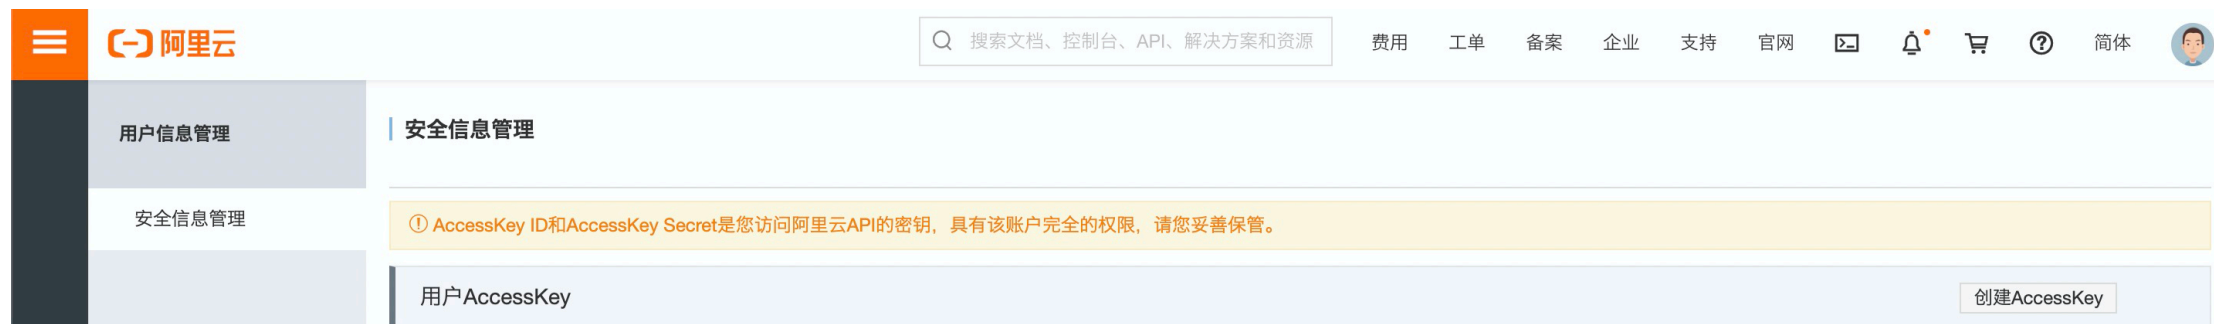 阿里云
搜索文档、控制台、API、解决方案和资源
费用 工单 备案 企业 支持 官网 简体
用户信息管理
安全信息管理
安全信息管理
AccessKey ID和AccessKey Secret是您访问阿里云API的密钥，具有该账户完全的权限，请您妥善保管。
用户AccessKey
创建AccessKey